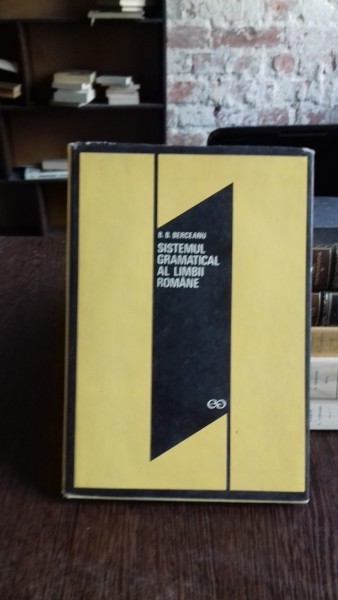 B. B. BERCEANU
SISTEMUL
GRAMATICAL
AL LIMBII
ROMÂNE